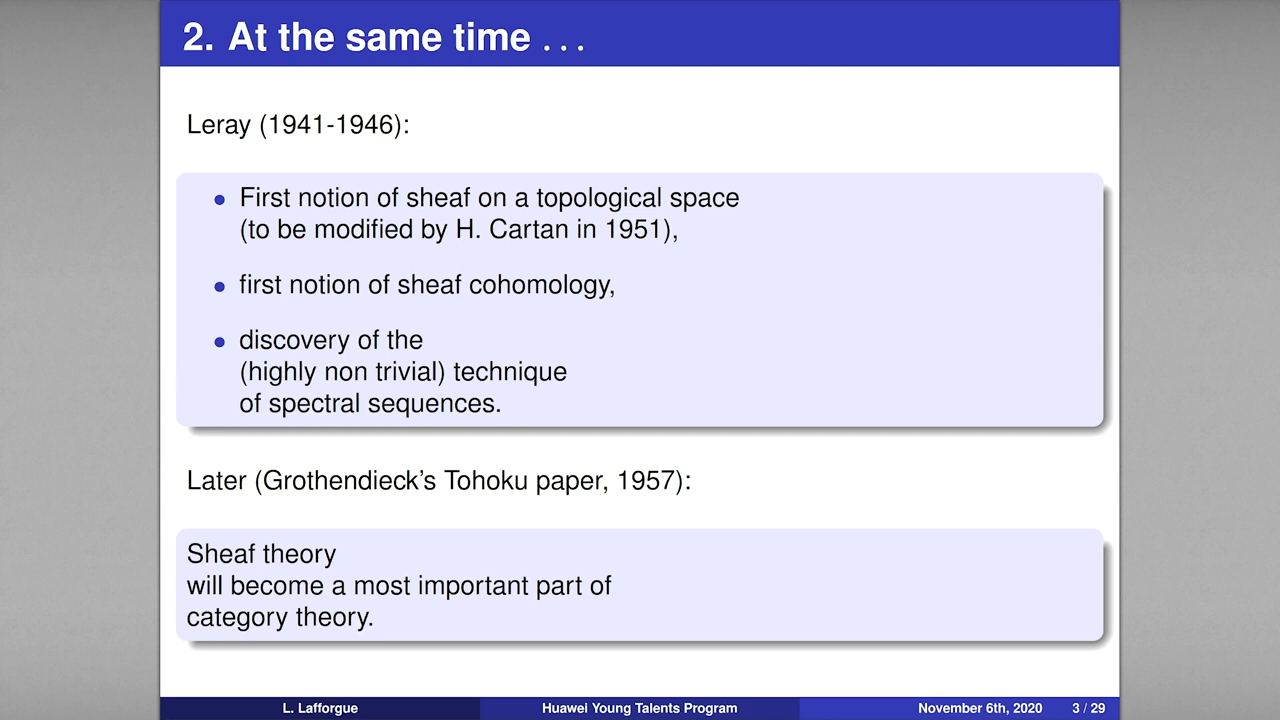 2. At the same time . . .
Leray (1941-1946):
• First notion of sheaf on a topological space
(to be modified by H. Cartan in 1951),
• first notion of sheaf cohomology,
• discovery of the
(highly non trivial) technique
of spectral sequences.
Later (Grothendieck's Tohoku paper, 1957):
Sheaf theory
will become a most important part of
category theory.
L. Lafforgue Huawei Young Talents Program November 6th, 2020 3 / 29